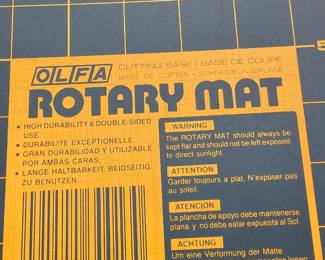 OLFA
CUTTING BASE • BASE DE COUPE
BASE DE CORTES • SCHNEIDEUNTERLAGE
ROTARY MAT
• HIGH DURABILITY & DOUBLE-SIDED
USE.
• DURABILITE EXCEPTIONELLE.
• GRAN DURABILIDAD Y UTILIZABLE
POR AMBAS CARAS,
• LANGE HALTBARKEIT BEIDSEITIG
ZU BENUTZEN.
WARNING
The ROTARY MAT should always be
kept flat and should not be left exposed
to direct sunlight.
ATTENTION
Garder toujours a plat, N'exposer pas
au soleil.
ATENCION
La plancha de apoyo debe mantenerse
plana y no debe estar expuesta al Sol.
ACHTUNG
Um eine Verformung der Matte